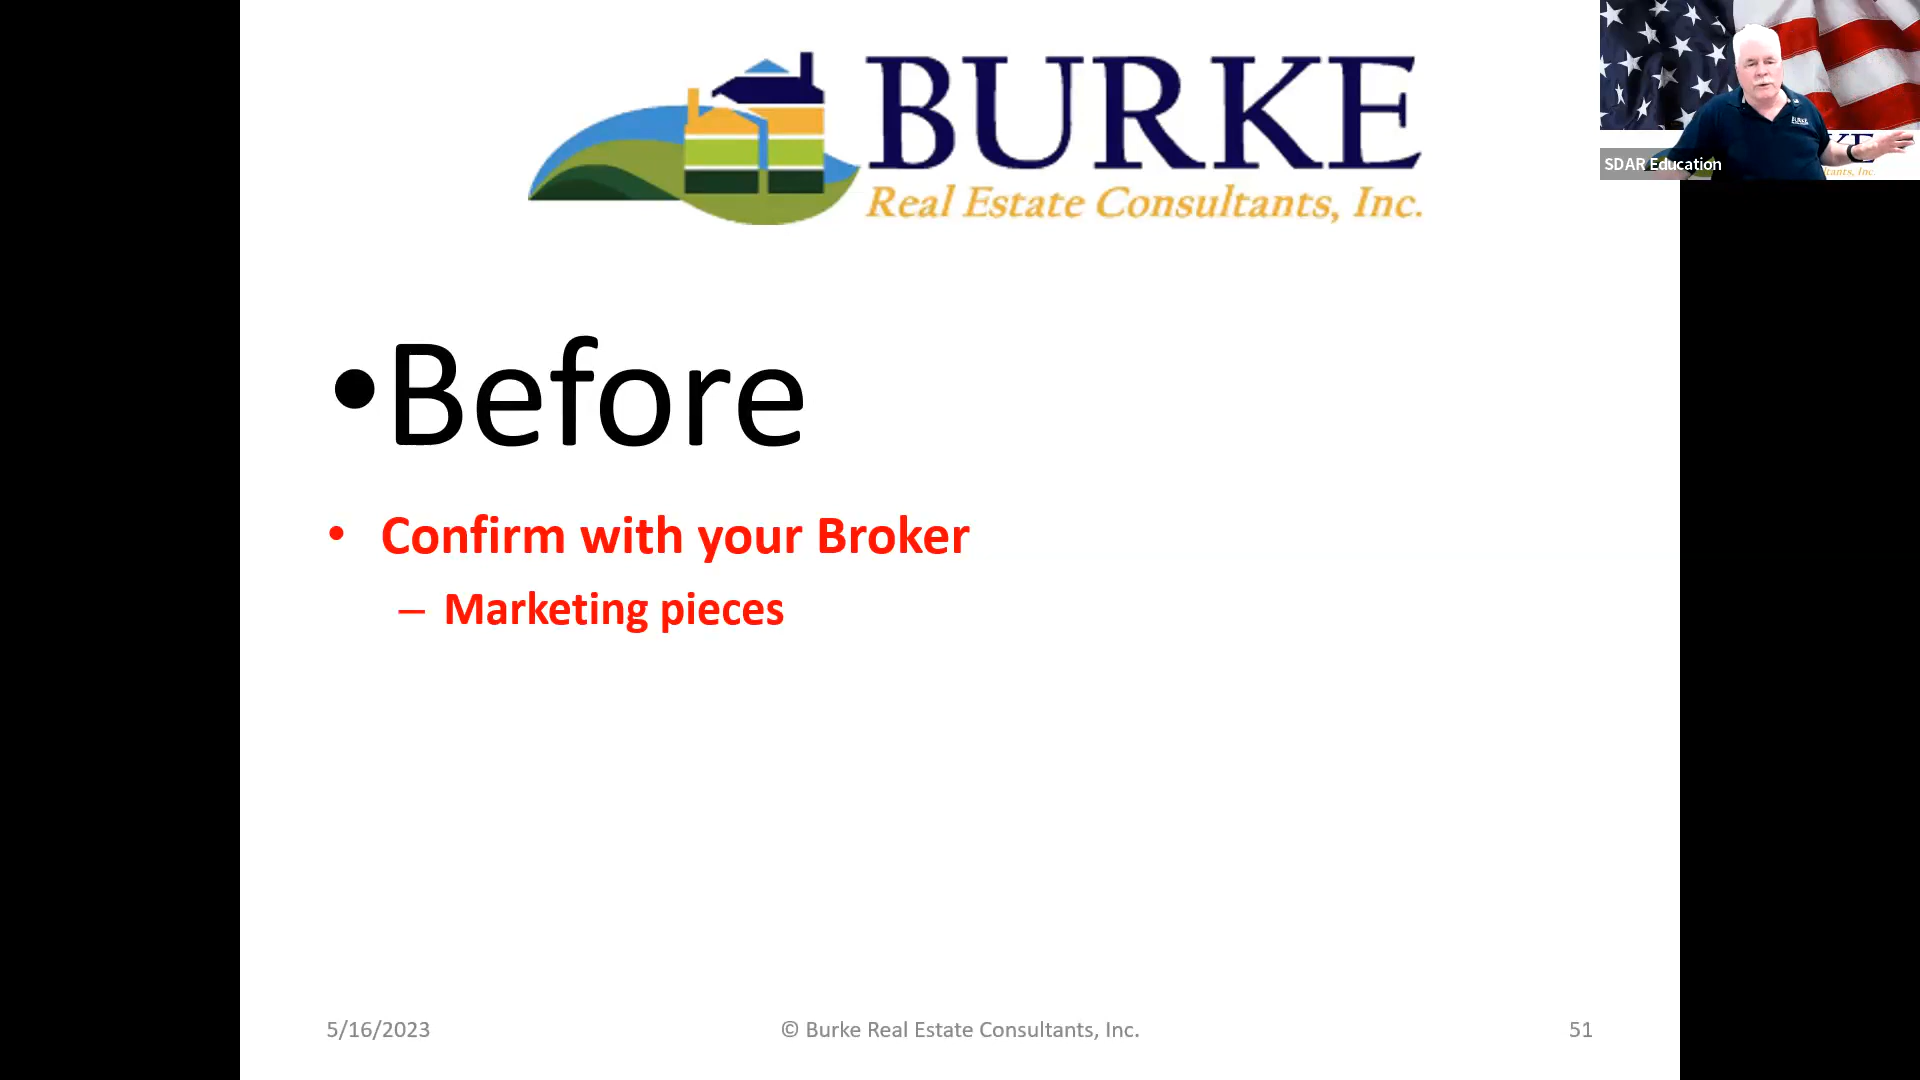 BURKE
Real Estate Consultants, Inc.
SDAR Education
•Before
• Confirm with your Broker
– Marketing pieces
5/16/2023
© Burke Real Estate Consultants, Inc.
51